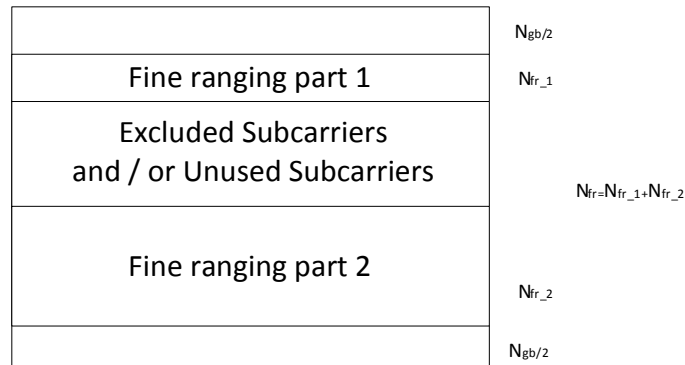 Ngb/2
Fine ranging part 1
Nfr_1
Excluded Subcarriers
and / or Unused Subcarriers
Nfr=Nfr_1+Nfr_2
Fine ranging part 2
Nfr_2
Ngb/2